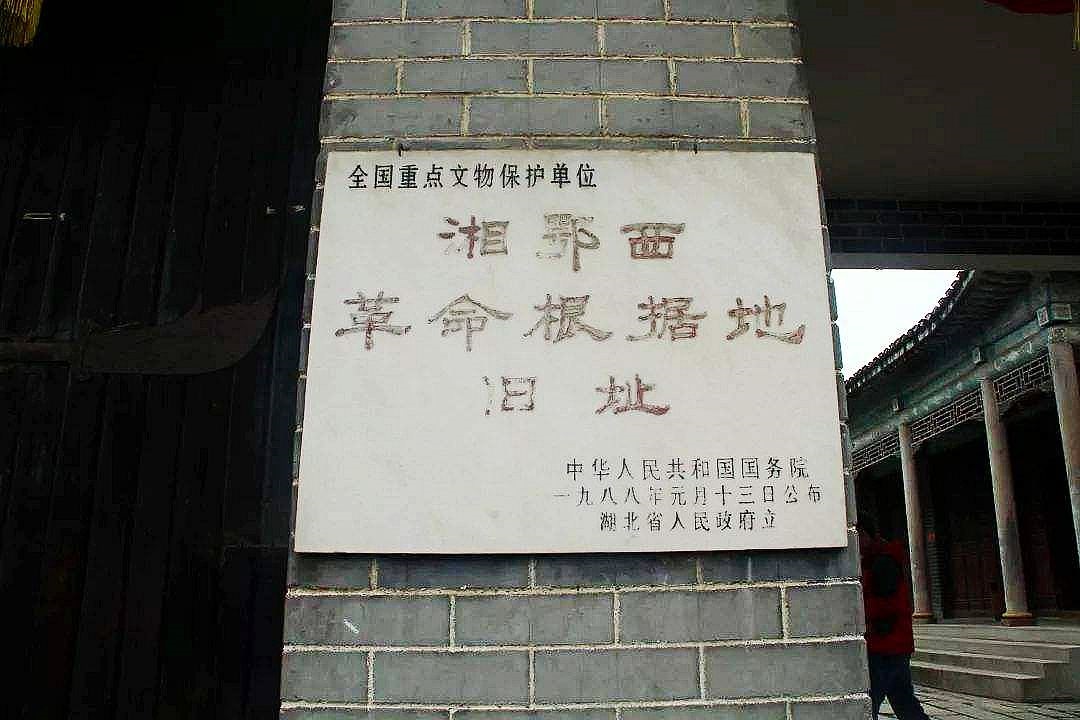 全国重点文物保护单位
湘鄂西
革命根据地
旧址
中华人民共和国国务院
一九八八年元月十三日公布
湖北省人民政府立